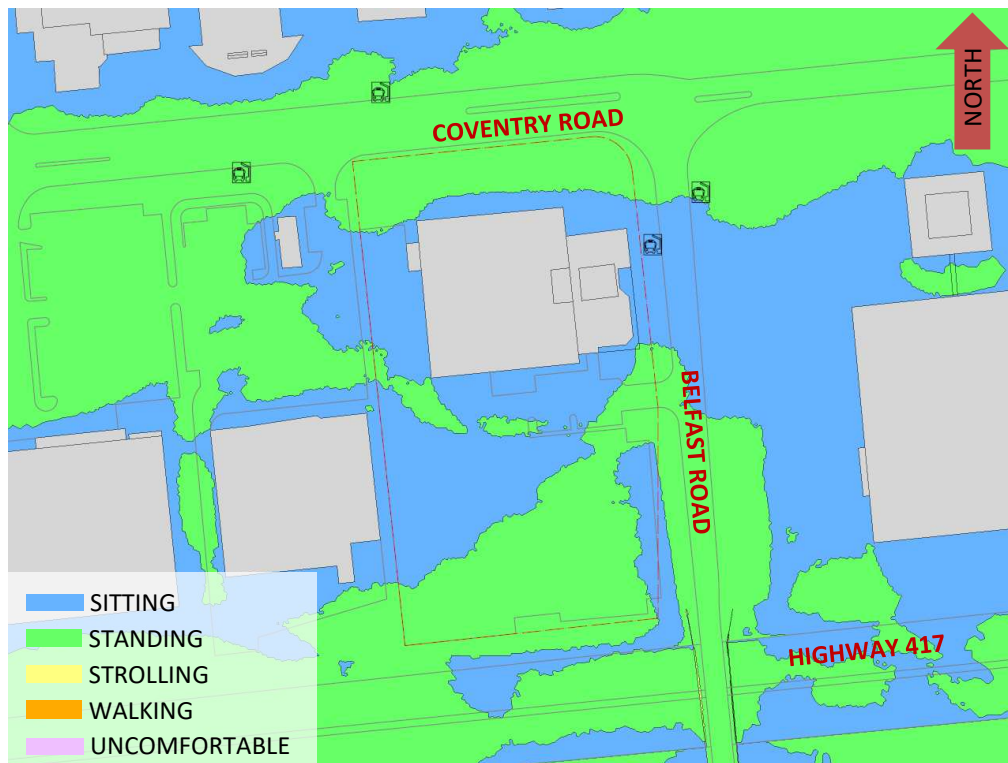 NORTH
COVENTRY ROAD
BELFAST ROAD
HIGHWAY 417
SITTING
STANDING
STROLLING
WALKING
UNCOMFORTABLE